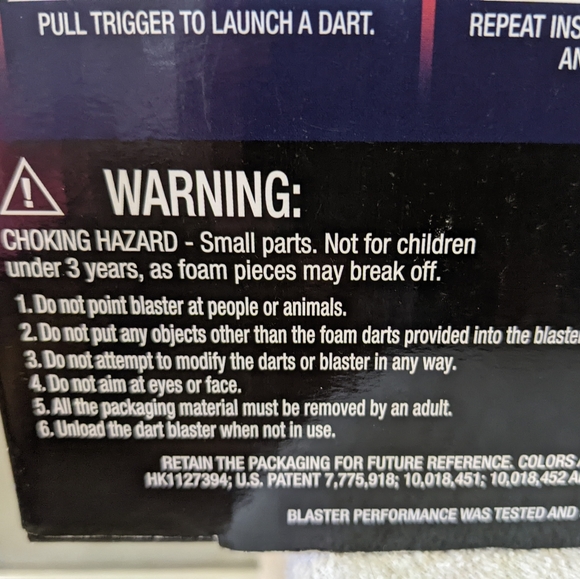 PULL TRIGGER TO LAUNCH A DART.
REPEAT INS
AN
WARNING:
CHOKING HAZARD - Small parts. Not for children
under 3 years, as foam pieces may break off.
1. Do not point blaster at people or animals.
2. Do not put any objects other than the foam darts provided into the blaster
3. Do not attempt to modify the darts or blaster in any way.
4. Do not aim at eyes or face.
5. All the packaging material must be removed by an adult.
6. Unload the dart blaster when not in use.
RETAIN THE PACKAGING FOR FUTURE REFERENCE. COLORS
HK1127394; U.S. PATENT 7,775,918; 10,018,451; 10,018,452 A
BLASTER PERFORMANCE WAS TESTED AND